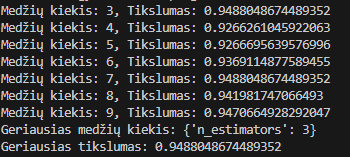 Medžių kiekis: 3, Tikslumas: 0.9488048674489352
Medžių kiekis: 4, Tikslumas: 0.9266261045922063
Medžių kiekis: 5, Tikslumas: 0.9266695639576996
Medžių kiekis: 6, Tikslumas: 0.9369114877589455
Medžių kiekis: 7, Tikslumas: 0.9488048674489352
Medžių kiekis: 8, Tikslumas: 0.941981747066493
Medžių kiekis: 9, Tikslumas: 0.9470664928292047
Geriausias medžių kiekis: {'n_estimators': 3}
Geriausias tikslumas: 0.9488048674489352